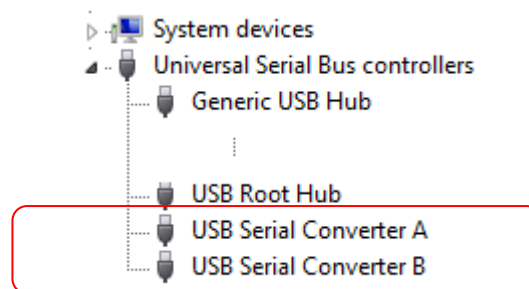 System devices
Universal Serial Bus controllers
Generic USB Hub
USB Root Hub
USB Serial Converter A
USB Serial Converter B